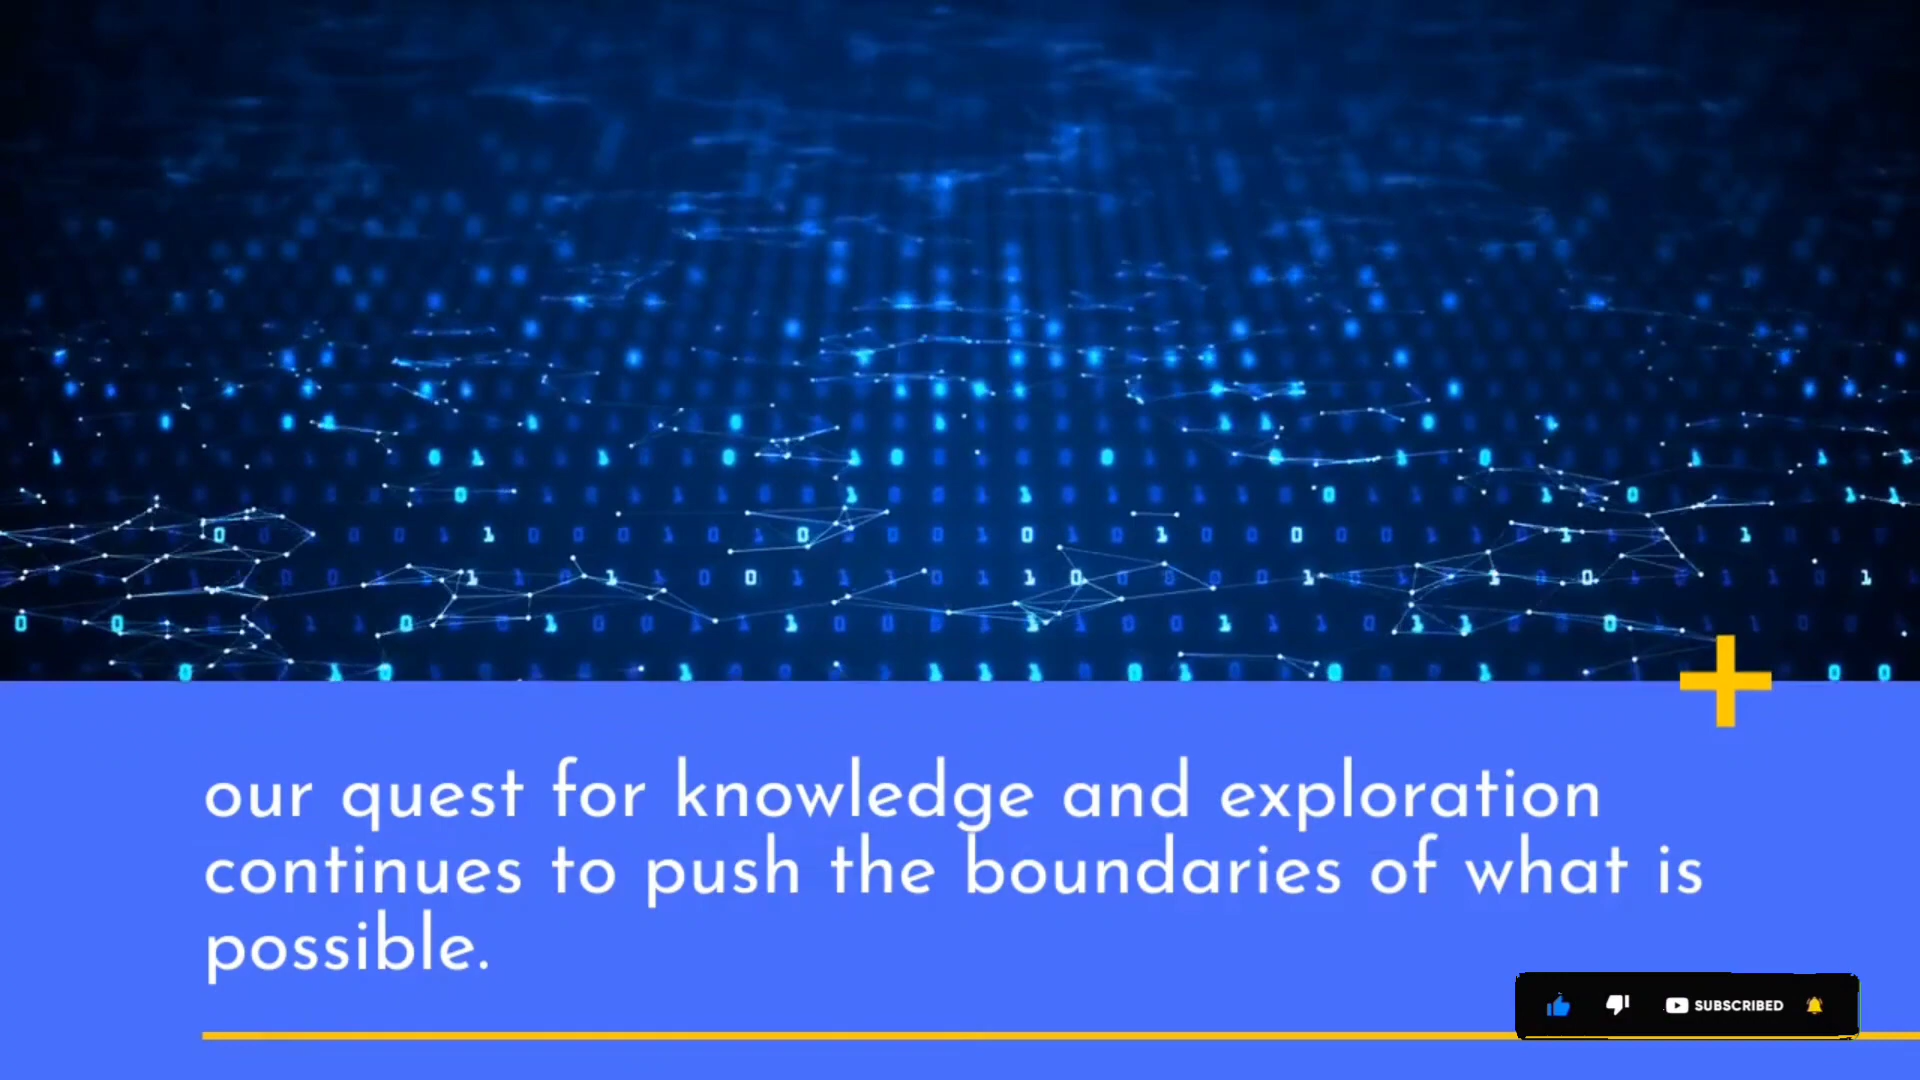 our quest for knowledge and exploration
continues to push the boundaries of what is
possible.
SUBSCRIBED